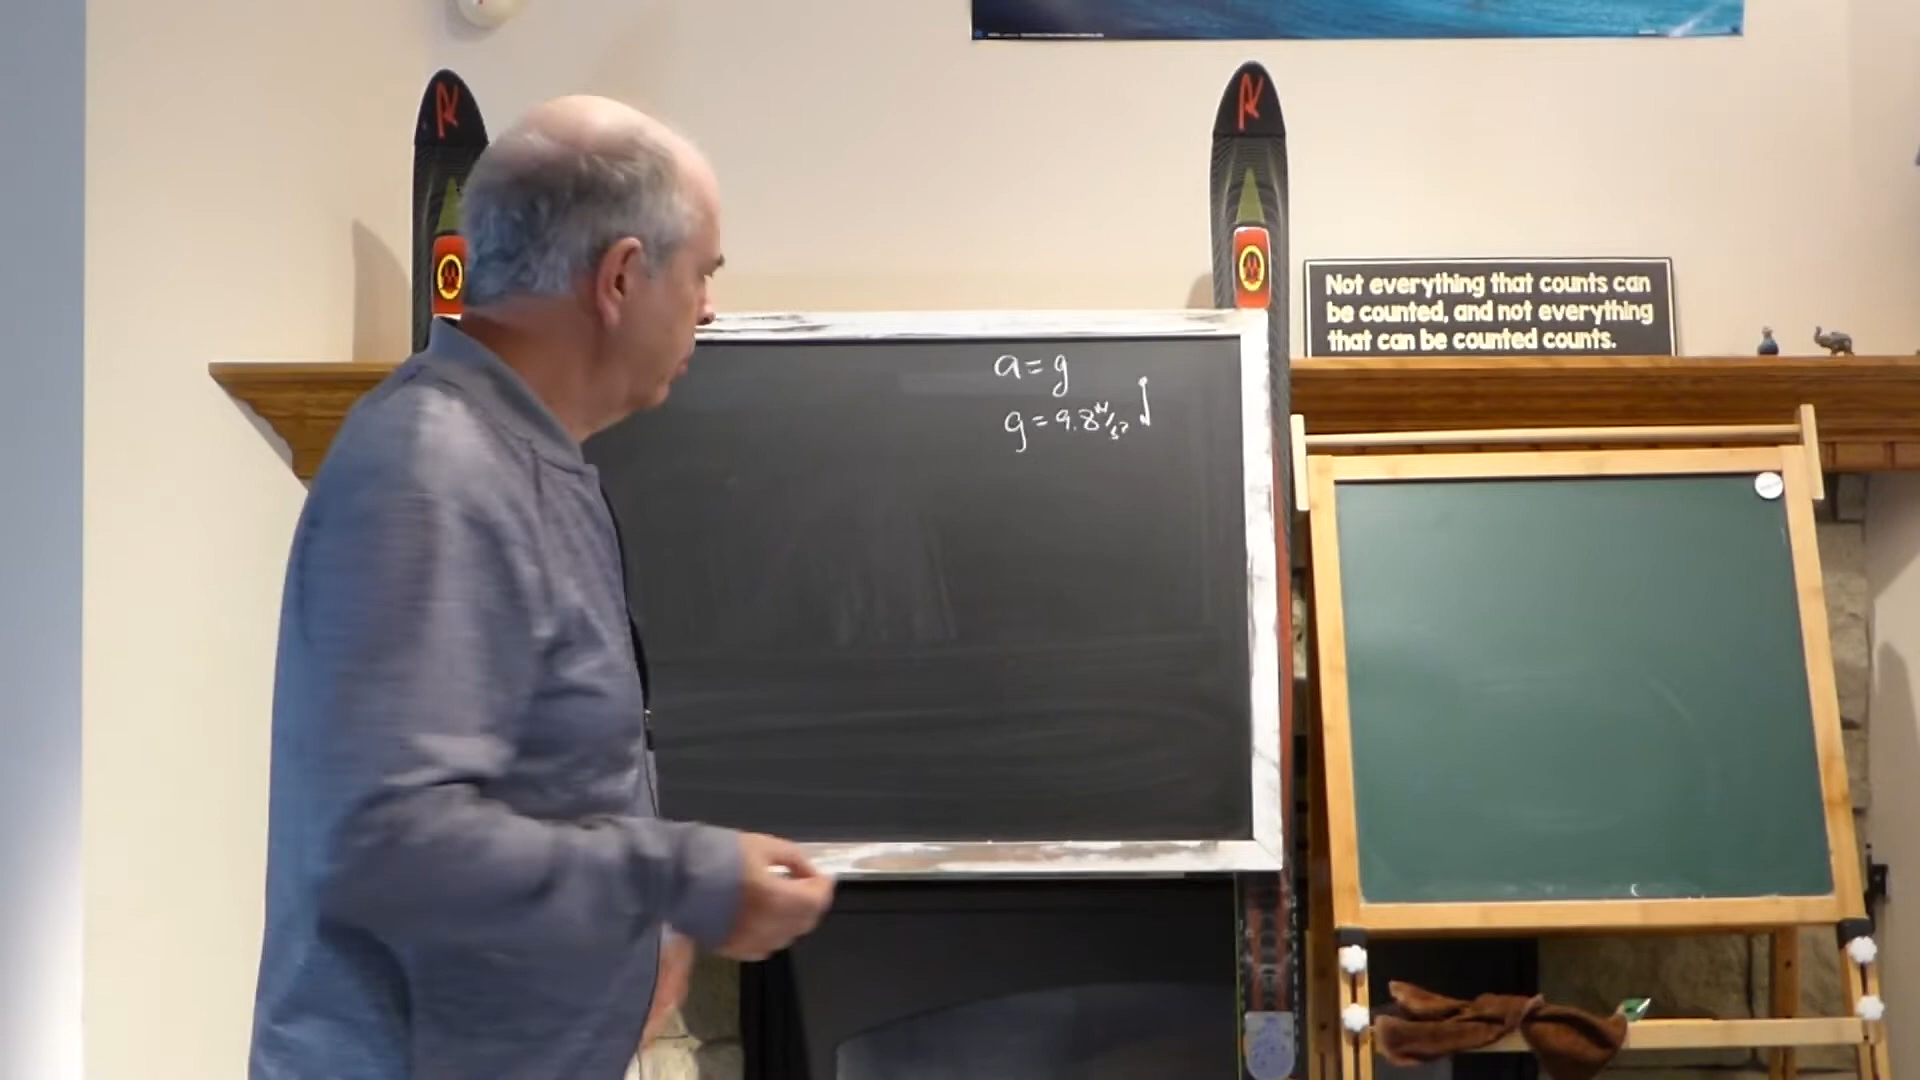 Not everything that counts can
be counted, and not everything
that can be counted counts.
a = g
g = 9.8 m/s² ↓